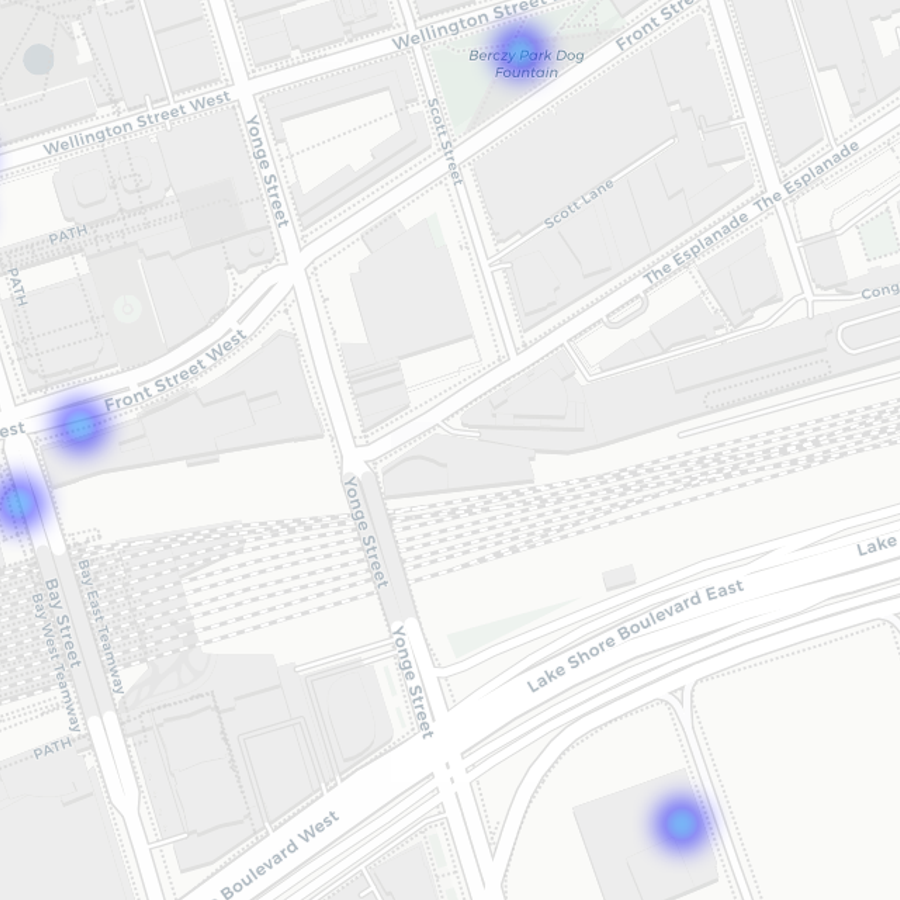 Wellington Street
Front Stre
Berczy Park Dog
Fountain
Wellington Street West
Yonge Street
Scott Street
The Esplanade
Scott Lane
PATH
The Esplanade
PATH
Cong
Front Street West
est
Yonge Street
Lake
Bay East Teamway
Bay Street
Bay West Teamway
Lake Shore Boulevard East
Yonge Street
PATH
Boulevard West